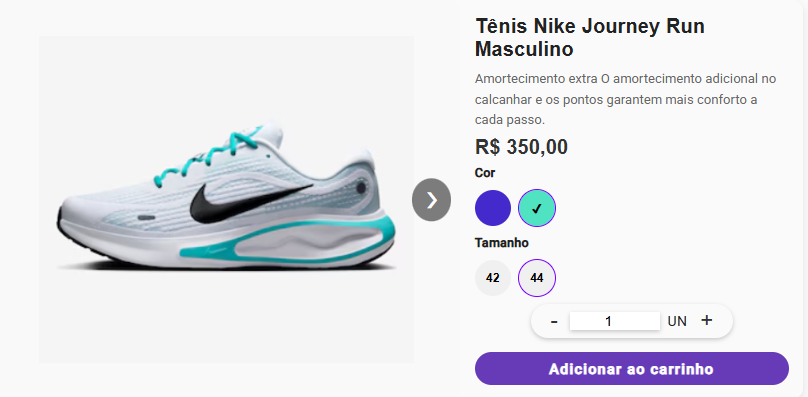 Tênis Nike Journey Run
Masculino
Amortecimento extra O amortecimento adicional no
calcanhar e os pontos garantem mais conforto a
cada passo.
R$ 350,00
Cor
Tamanho
42 44
- 1 UN +
Adicionar ao carrinho